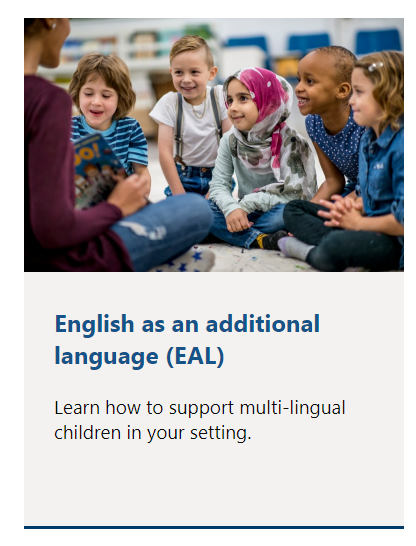 English as an additional
language (EAL)
Learn how to support multi-lingual
children in your setting.